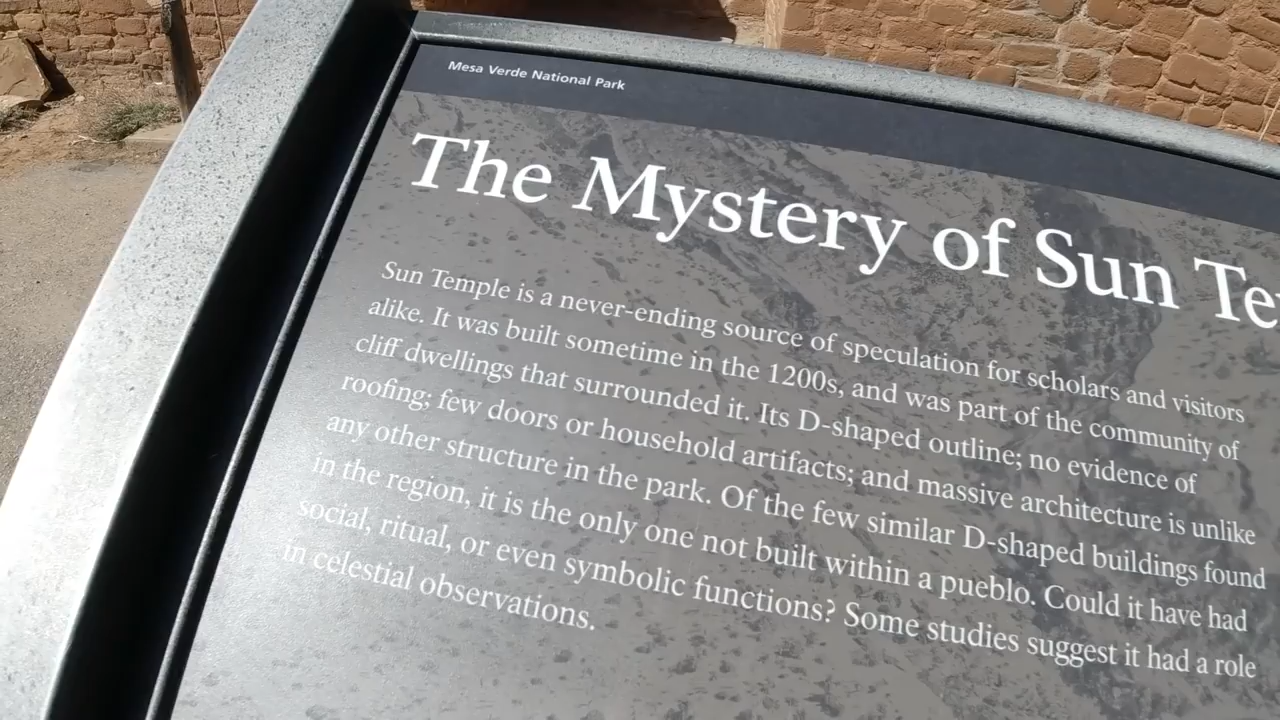 Mesa Verde National Park
The Mystery of Sun Te
Sun Temple is a never-ending source of speculation for scholars and visitors
alike. It was built sometime in the 1200s, and was part of the community of
cliff dwellings that surrounded it. Its D-shaped outline; no evidence of
roofing; few doors or household artifacts; and massive architecture is unlike
any other structure in the park. Of the few similar D-shaped buildings found
in the region, it is the only one not built within a pueblo. Could it have had
social, ritual, or even symbolic functions? Some studies suggest it had a role
in celestial observations.